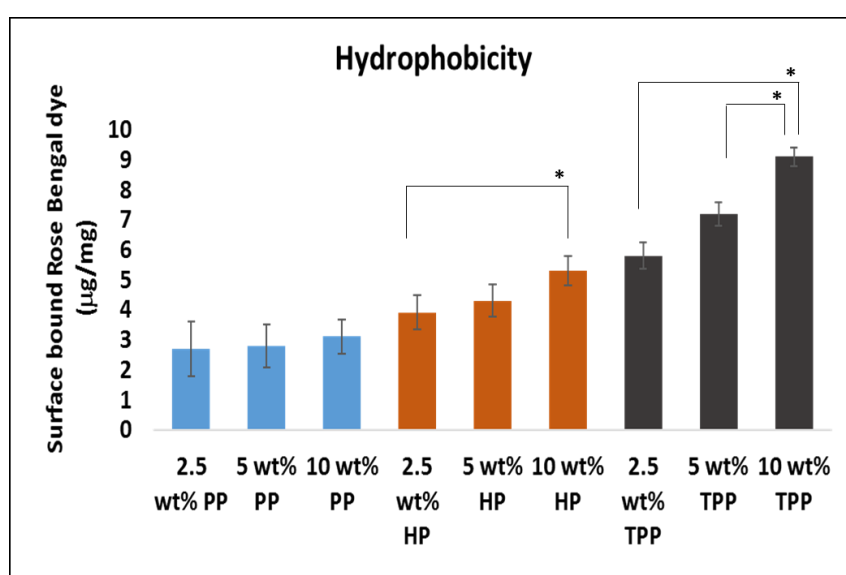 Hydrophobicity
*
*
*
Surface bound Rose Bengal dye
(µg/mg)
10
9
8
7
6
5
4
3
2
1
0
2.5 5 wt% 10 wt% 2.5 5 wt% 10 wt% 2.5 5 wt% 10 wt%
wt% PP PP PP wt% HP HP wt% TPP TPP
HP TPP